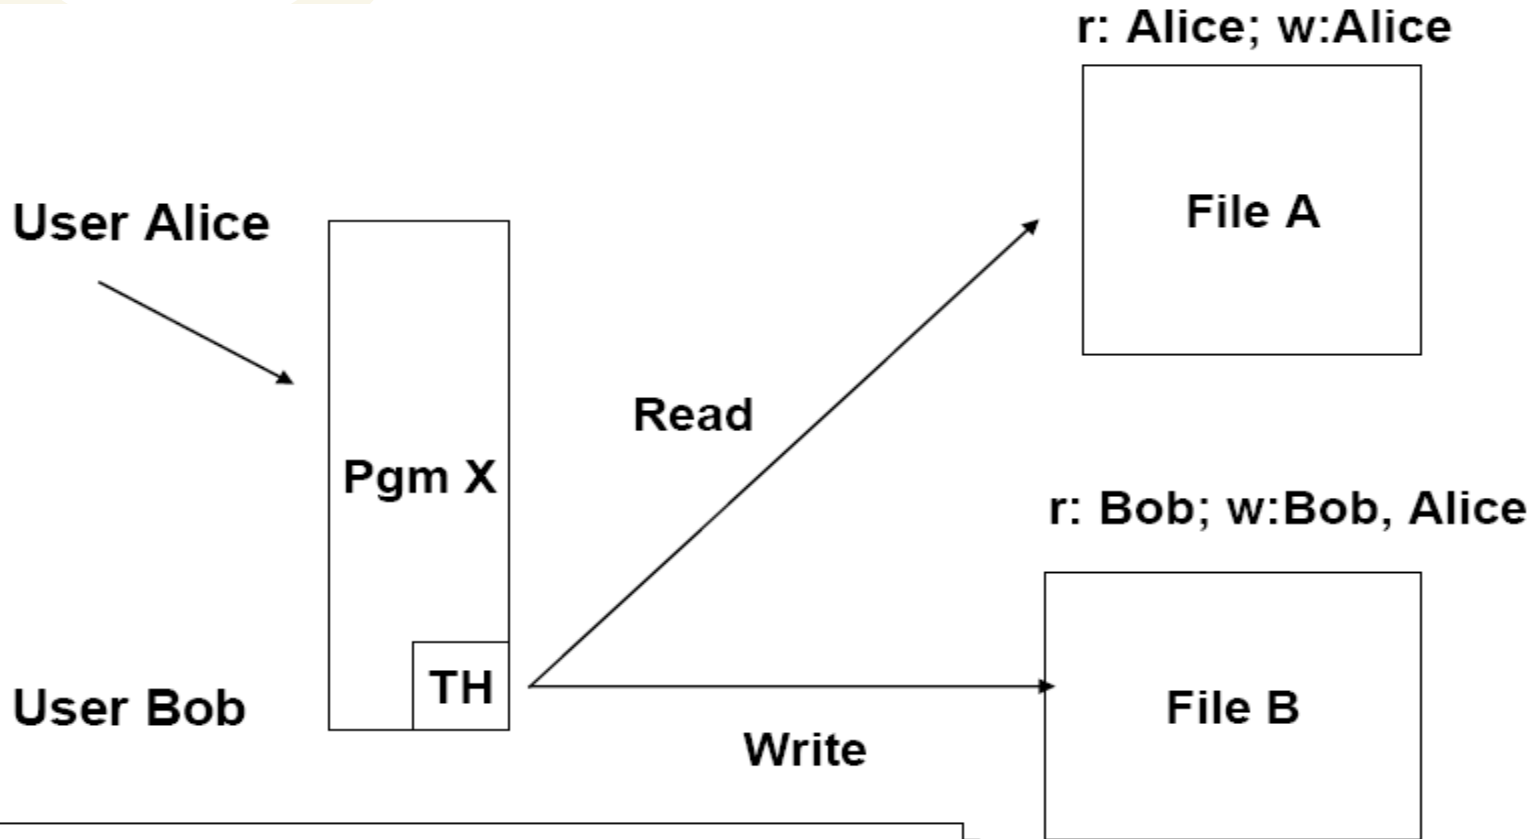 r: Alice; w:Alice
File A
User Alice
Read
Pgm X
r: Bob; w:Bob, Alice
TH
User Bob
File B
Write